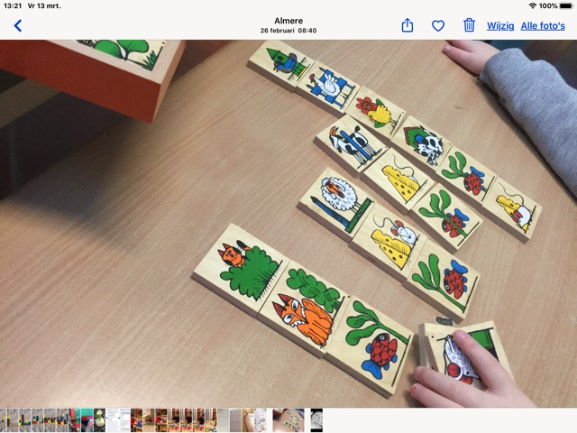 13:21 Vr 13 mrt. 100%
Almere
26 februari 08:40
Wijzig Alle foto's